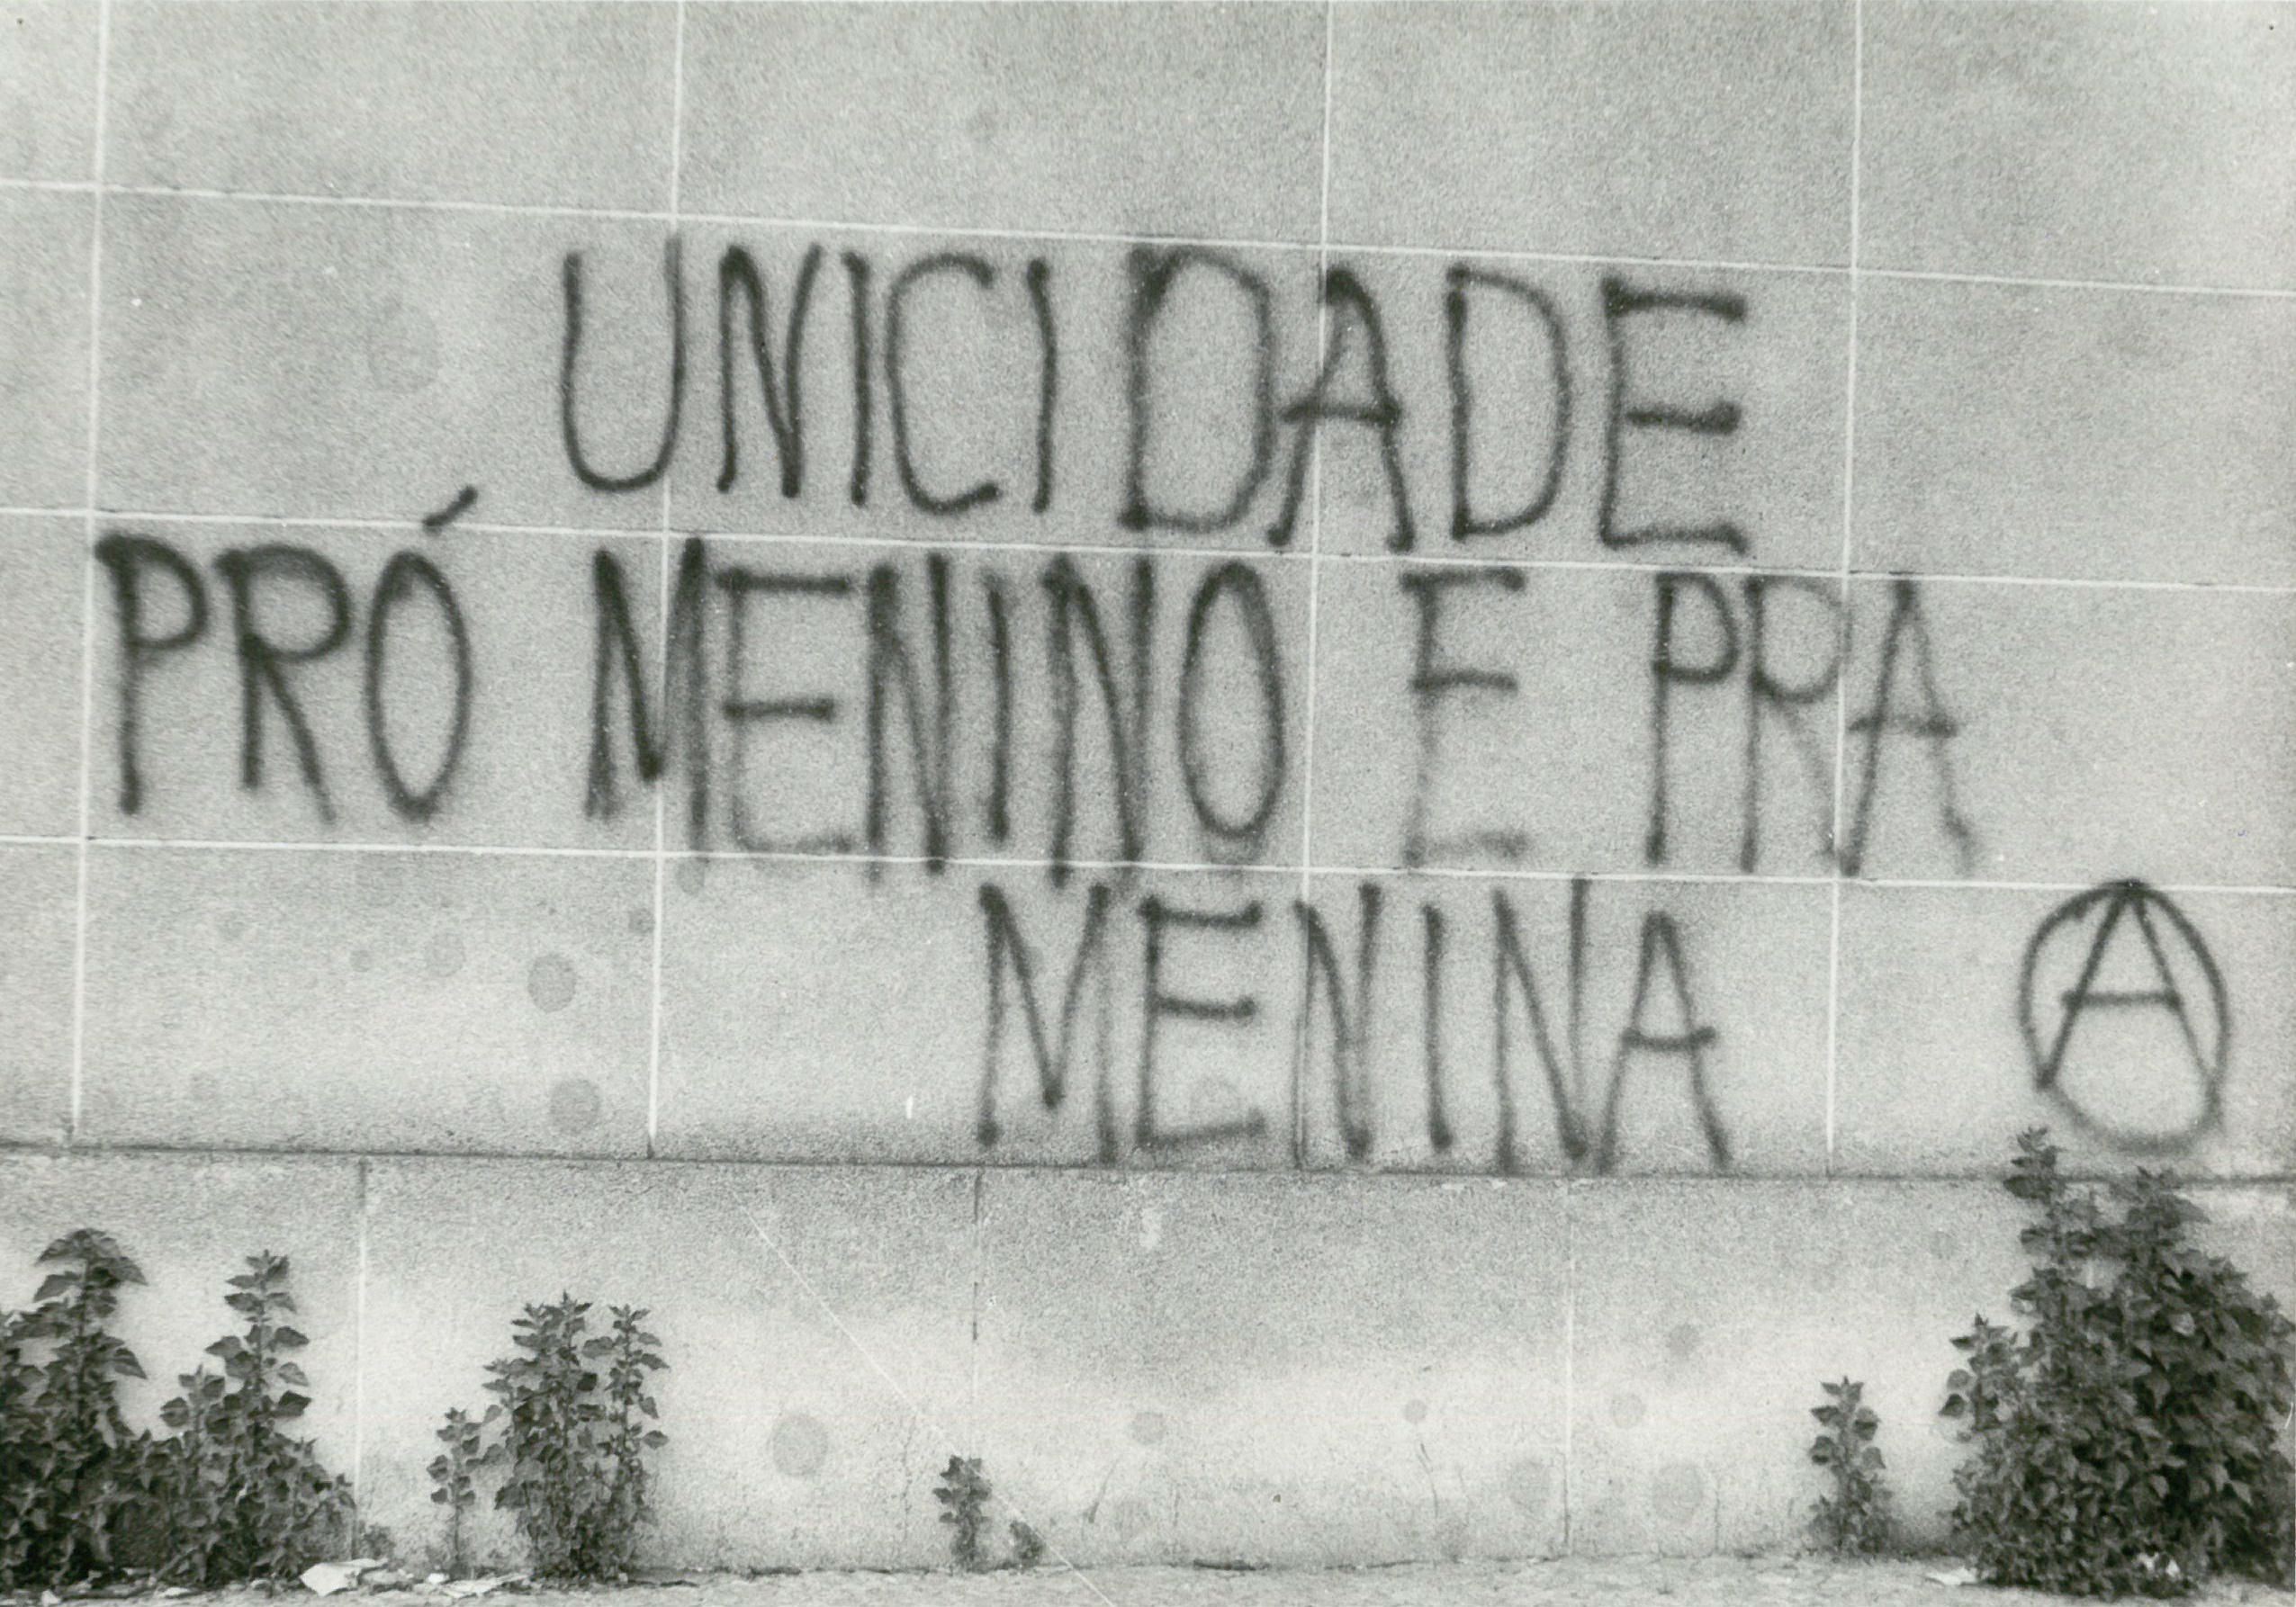 UNICIDADE
PRÓ MENINO E PRA
MENINA Ⓐ